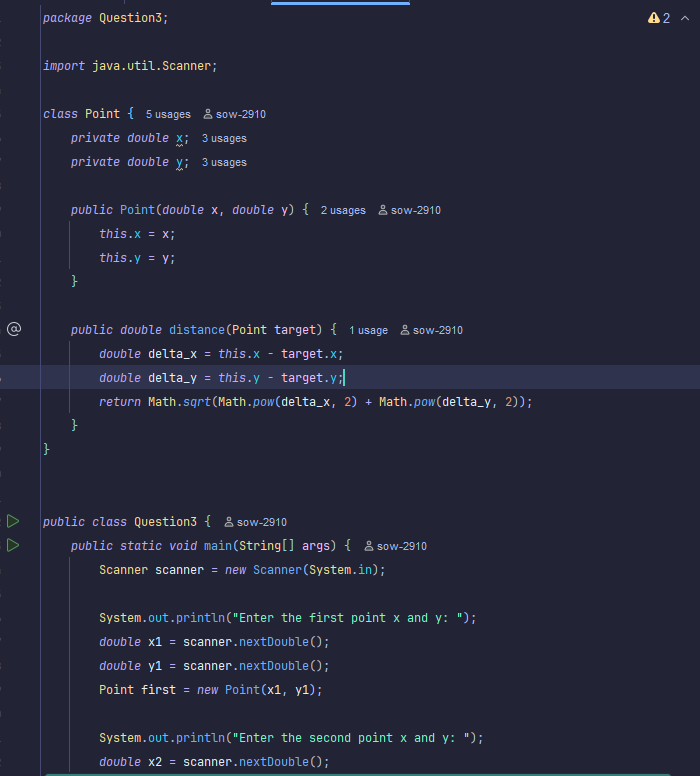 package Question3;
2
import java.util.Scanner;
class Point { 5 usages sow-2910
private double x; 3 usages
private double y; 3 usages
public Point(double x, double y) { 2 usages sow-2910
this.x = x;
this.y = y;
}
@
public double distance(Point target) { 1 usage sow-2910
double delta_x = this.x - target.x;
double delta_y = this.y - target.y;
return Math.sqrt(Math.pow(delta_x, 2) + Math.pow(delta_y, 2));
}
}
public class Question3 { sow-2910
public static void main(String[] args) { sow-2910
Scanner scanner = new Scanner(System.in);
System.out.println("Enter the first point x and y: ");
double x1 = scanner.nextDouble();
double y1 = scanner.nextDouble();
Point first = new Point(x1, y1);
System.out.println("Enter the second point x and y: ");
double x2 = scanner.nextDouble();